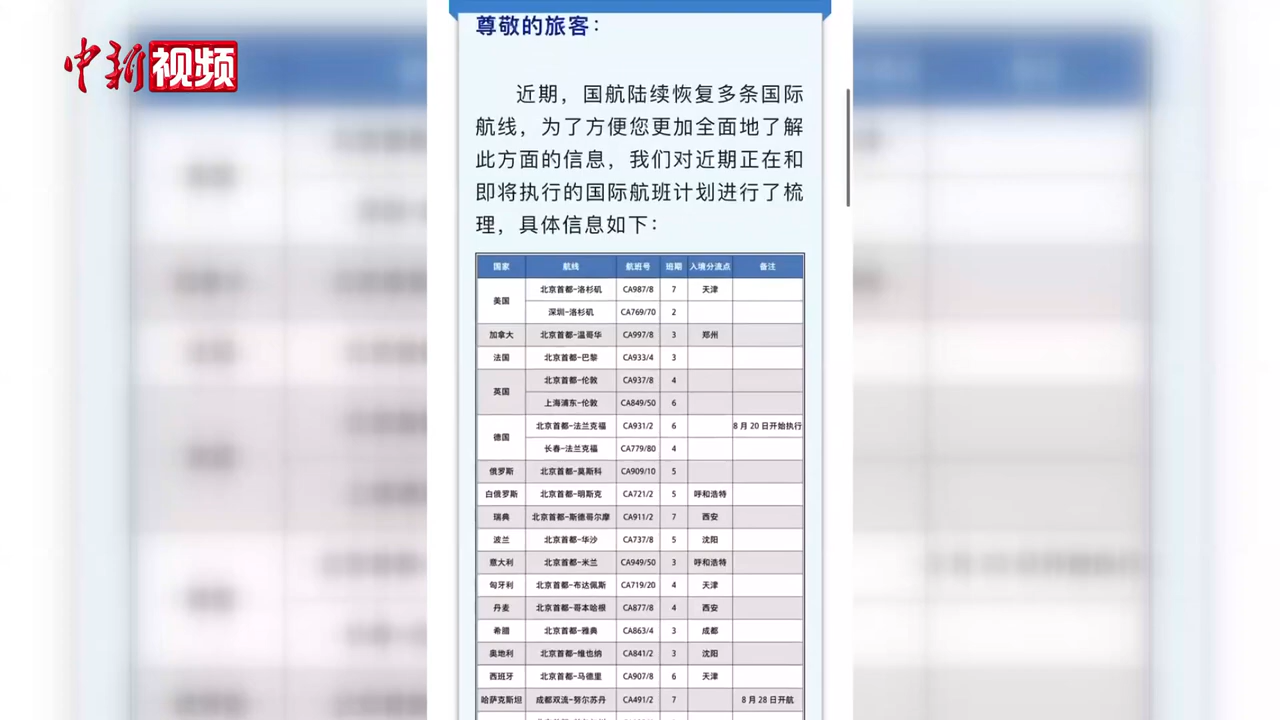 中新视频
尊敬的旅客：
近期，国航陆续恢复多条国际
航线，为了方便您更加全面地了解
此方面的信息，我们对近期正在和
即将执行的国际航班计划进行了梳
理，具体信息如下：
国家 航线 航班号 班期 入境分流点 备注
美国 北京首都-洛杉矶 CA987/8 7 天津
深圳-洛杉矶 CA769/70 2
加拿大 北京首都-温哥华 CA997/8 3 郑州
法国 北京首都-巴黎 CA933/4 3
英国 北京首都-伦敦 CA937/8 4
上海浦东-伦敦 CA849/50 6
德国 北京首都-法兰克福 CA931/2 6 8 月 20 日开始执行
长春-法兰克福 CA779/80 4
俄罗斯 北京首都-莫斯科 CA909/10 5
白俄罗斯 北京首都-明斯克 CA721/2 5 呼和浩特
瑞典 北京首都-斯德哥尔摩 CA911/2 7 西安
波兰 北京首都-华沙 CA737/8 5 沈阳
意大利 北京首都-米兰 CA949/50 3 呼和浩特
匈牙利 北京首都-布达佩斯 CA719/20 4 天津
丹麦 北京首都-哥本哈根 CA877/8 4 西安
希腊 北京首都-雅典 CA863/4 3 成都
奥地利 北京首都-维也纳 CA841/2 3 沈阳
西班牙 北京首都-马德里 CA907/8 6 天津
哈萨克斯坦 成都双流-努尔苏丹 CA491/2 7 8 月 28 日开航